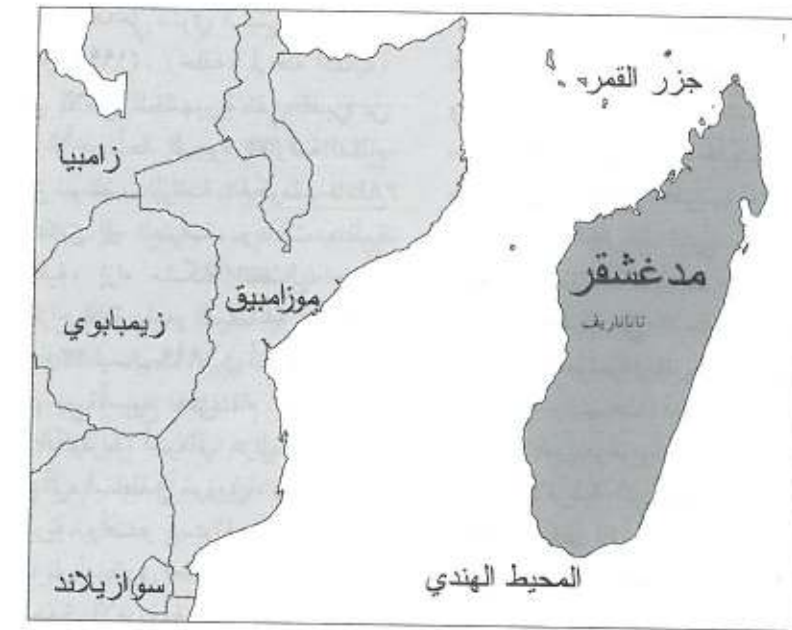 جزر القمر
زامبيا
مدغشقر
موزامبيق
زيمبابوي
تاناناريف
المحيط الهندي
سوازيلاند